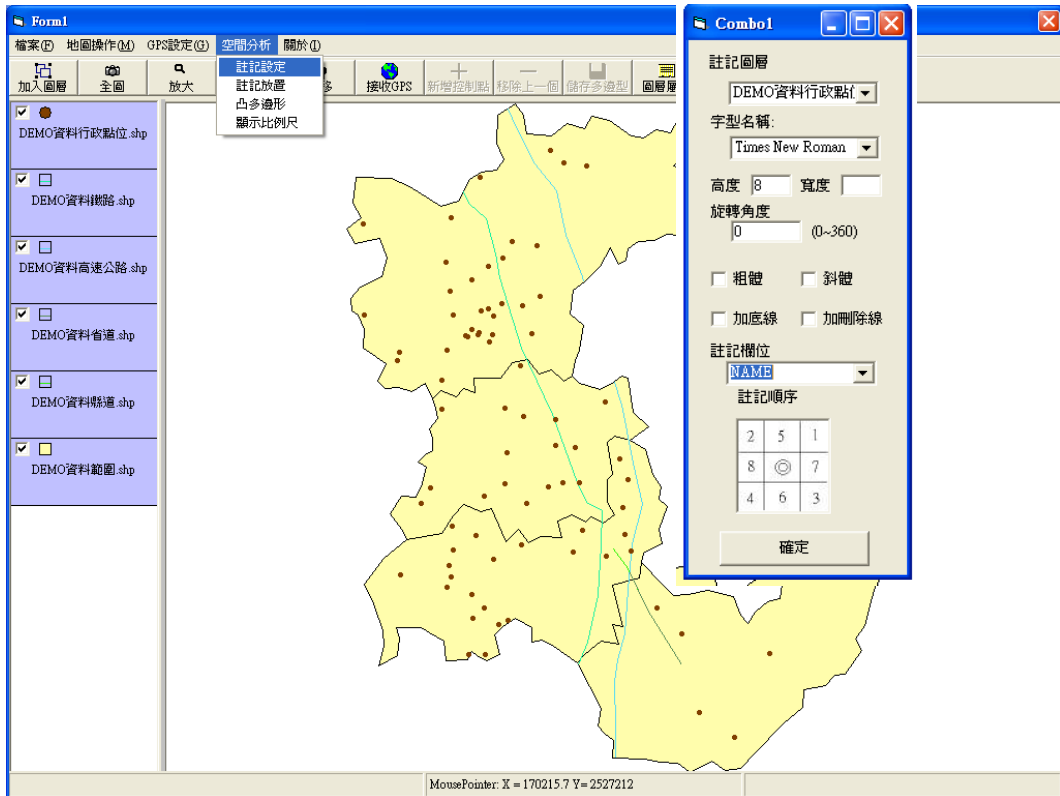 Form1
檔案(F) 地圖操作(M) GPS設定(G) 空間分析 關於(I)
註記設定
註記放置
凸多邊形
顯示比例尺
加入圖層 全圖 放大 移 接收GPS 新增控制點 移除上一個 儲存多邊型 圖層屬
DEMO資料行政點位.shp
DEMO資料鐵路.shp
DEMO資料高速公路.shp
DEMO資料省道.shp
DEMO資料縣道.shp
DEMO資料範圍.shp
Combo1
註記圖層
DEMO資料行政點位
字型名稱:
Times New Roman
高度 8 寬度
旋轉角度
0 (0~360)
粗體 斜體
加底線 加刪除線
註記欄位
NAME
註記順序
2 5 1
8 ◎ 7
4 6 3
確定
MousePointer: X = 170215.7 Y= 2527212